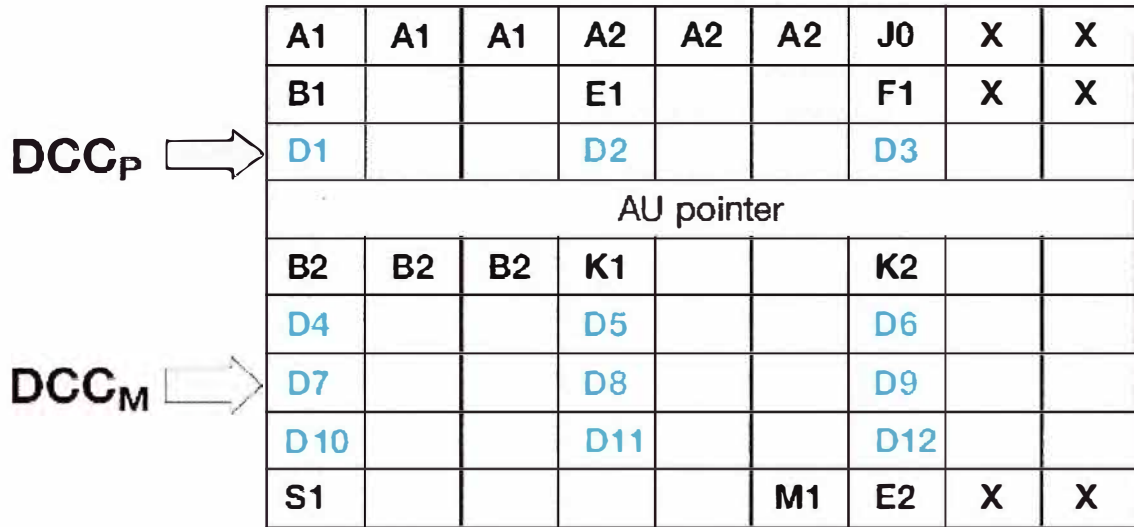 A1 A1 A1 A2 A2 A2 J0 X X
B1 E1 F1 X X
DCCP D1 D2 D3
AU pointer
B2 B2 B2 K1 K2
D4 D5 D6
DCCM D7 D8 D9
D10 D11 D12
S1 M1 E2 X X